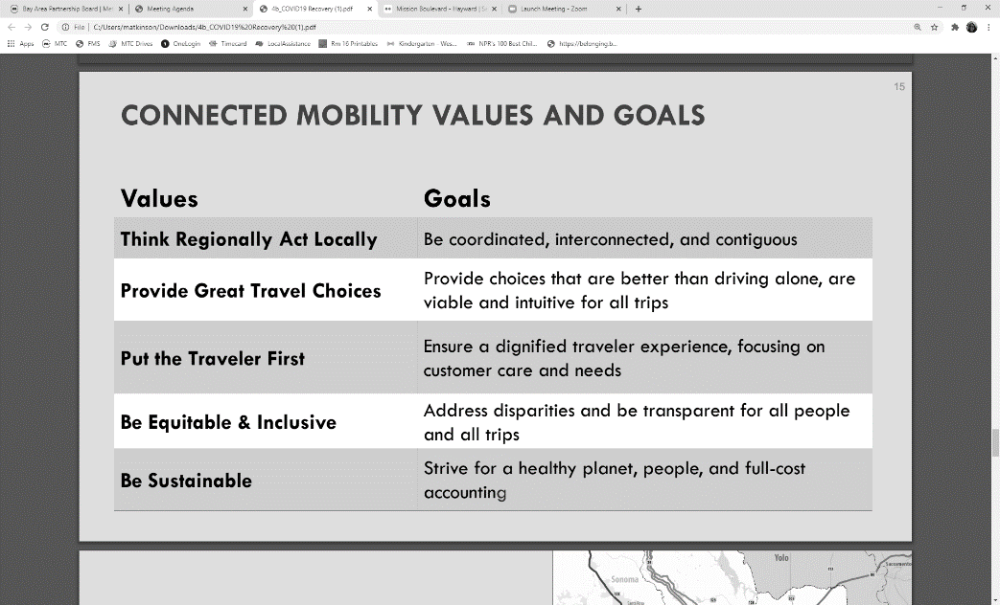 Bay Area Partnership Board | Me
Meeting Agenda
4b_COVID19 Recovery (1).pdf
Mission Boulevard - Hayward | S
Launch Meeting - Zoom
File | C:/Users/matkinson/Downloads/4b_COVID19%20Recovery%20(1).pdf
Apps MTC FMS MTC Drives OneLogin Timecard LocalAssistance Rm 16 Printables Kindergarten - Wes... NPR's 100 Best Chil... https://belonging.b...
15
CONNECTED MOBILITY VALUES AND GOALS
Values Goals
Think Regionally Act Locally Be coordinated, interconnected, and contiguous
Provide Great Travel Choices Provide choices that are better than driving alone, are
viable and intuitive for all trips
Put the Traveler First Ensure a dignified traveler experience, focusing on
customer care and needs
Be Equitable & Inclusive Address disparities and be transparent for all people
and all trips
Be Sustainable Strive for a healthy planet, people, and full-cost
accounting
Yolo
Sacramento
Sonoma